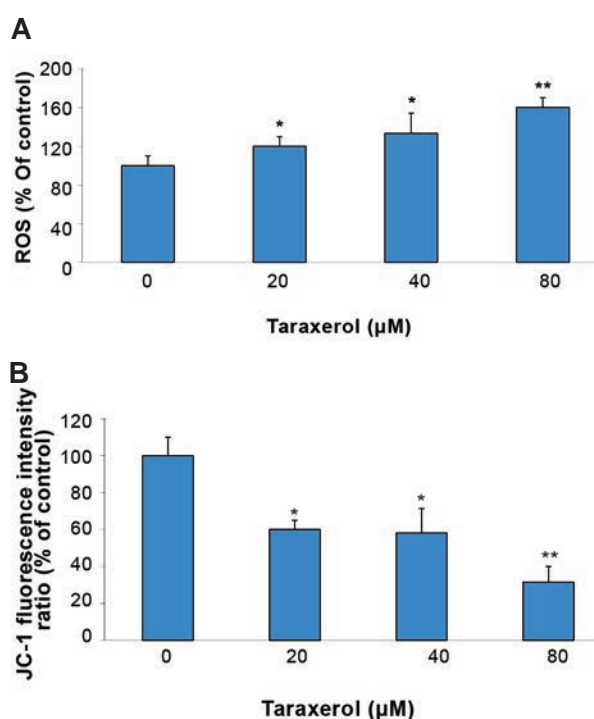 A
ROS (% Of control)
200
160
120
80
40
0
*
*
**
0 20 40 80
Taraxerol (µM)
B
JC-1 fluorescence intensity
ratio (% of control)
120
100
80
60
40
20
0
*
*
**
0 20 40 80
Taraxerol (µM)